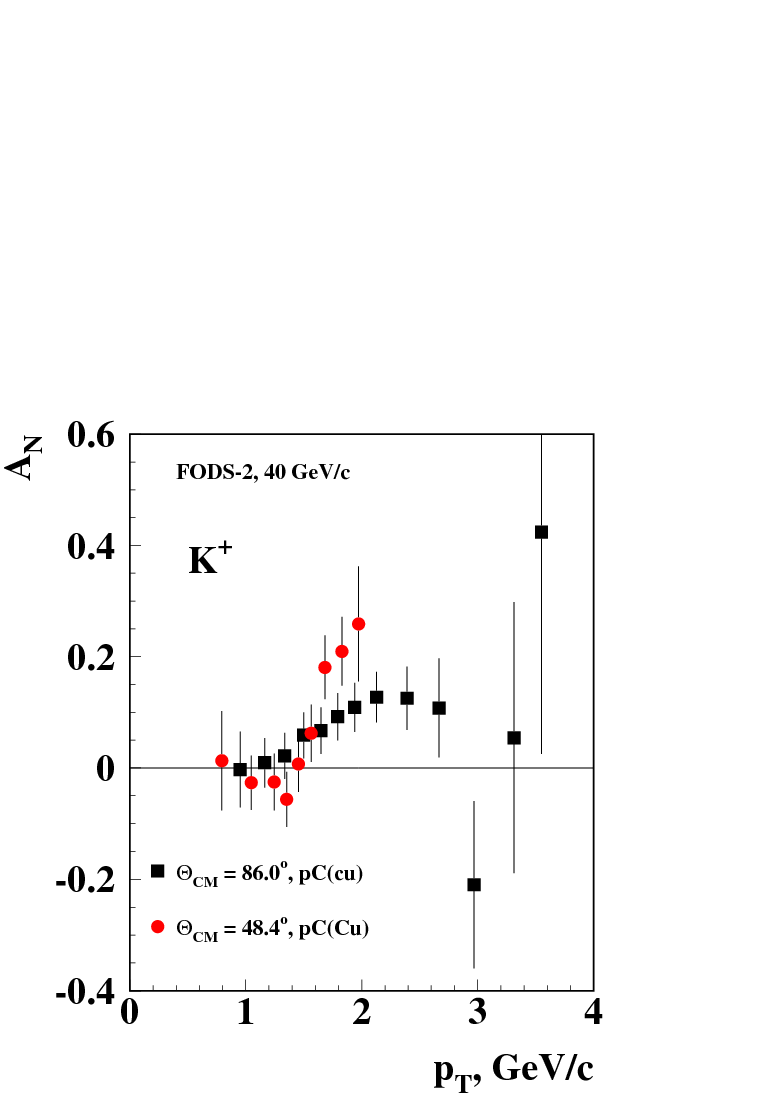 0.6
A_N
FODS-2, 40 GeV/c
0.4
K⁺
0.2
0
-0.2
Θ_CM = 86.0°, pC(cu)
Θ_CM = 48.4°, pC(Cu)
-0.4
0 1 2 3 4
p_T, GeV/c